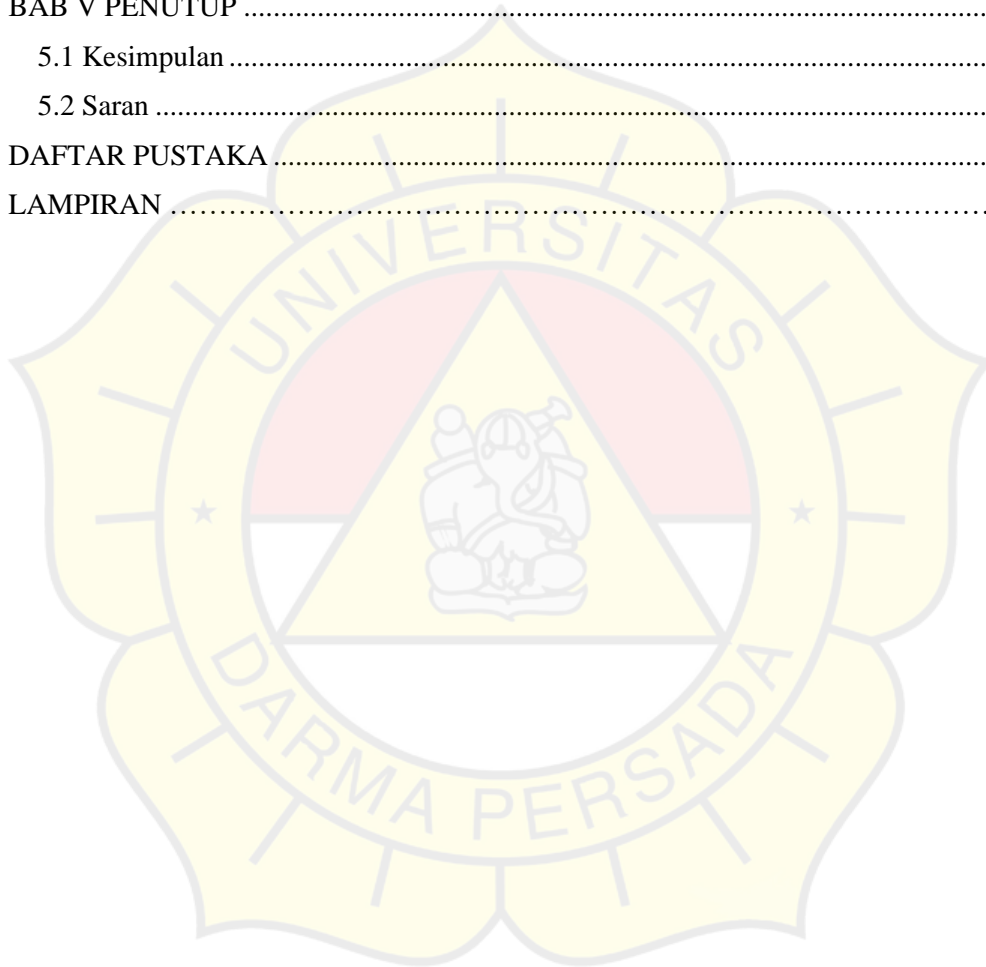 BAB V PENUTUP ........................................................................................................
5.1 Kesimpulan ........................................................................................................
5.2 Saran ........................................................................................................
DAFTAR PUSTAKA ........................................................................................................
LAMPIRAN ........................................................................................................
UNIVERSITAS
DARMA PERSADA